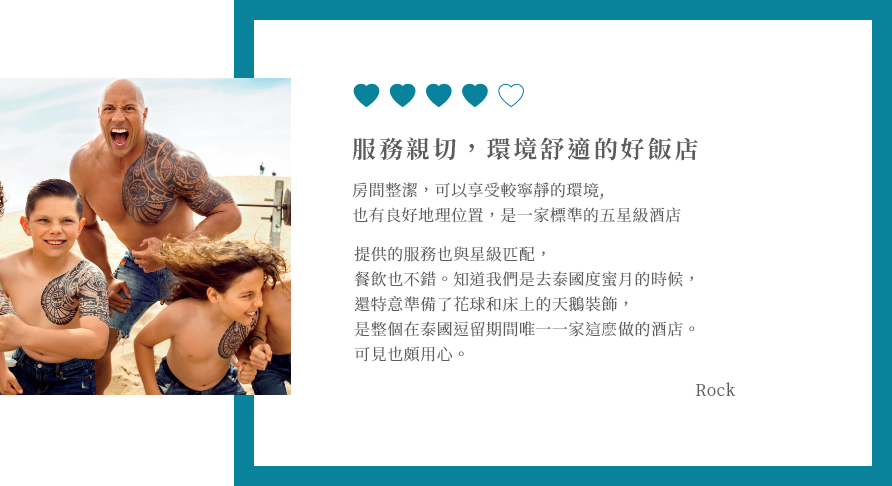 服務親切，環境舒適的好飯店
房間整潔，可以享受較寧靜的環境,
也有良好地理位置，是一家標準的五星級酒店
提供的服務也與星級匹配，
餐飲也不錯。知道我們是去泰國度蜜月的時候，
還特意準備了花球和床上的天鵝裝飾，
是整個在泰國逗留期間唯一一家這麽做的酒店。
可見也頗用心。
Rock